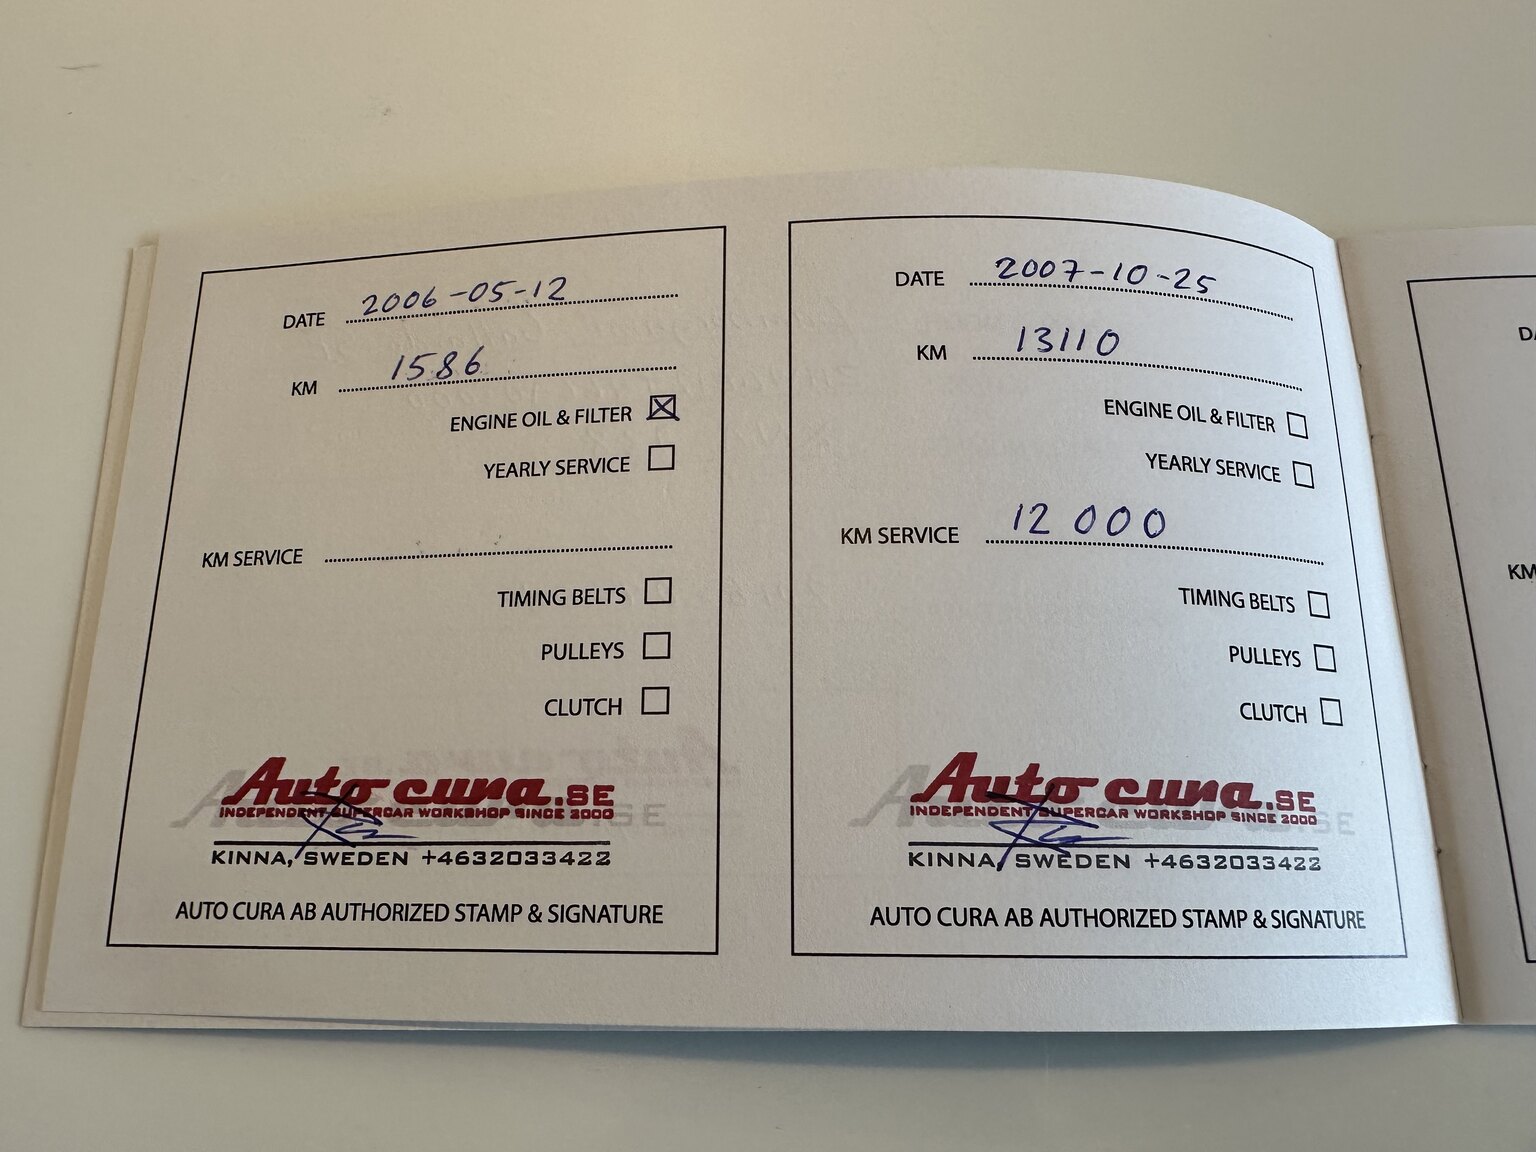 DATE 2006-05-12
KM 1586
ENGINE OIL & FILTER ☒
YEARLY SERVICE ☐
KM SERVICE
TIMING BELTS ☐
PULLEYS ☐
CLUTCH ☐
Auto cura.SE
INDEPENDENT SUPERCAR WORKSHOP SINCE 2000
KINNA, SWEDEN +4632033422
AUTO CURA AB AUTHORIZED STAMP & SIGNATURE
DATE 2007-10-25
KM 13110
ENGINE OIL & FILTER ☐
YEARLY SERVICE ☐
KM SERVICE 12 000
TIMING BELTS ☐
PULLEYS ☐
CLUTCH ☐
Auto cura.SE
INDEPENDENT SUPERCAR WORKSHOP SINCE 2000
KINNA, SWEDEN +4632033422
AUTO CURA AB AUTHORIZED STAMP & SIGNATURE